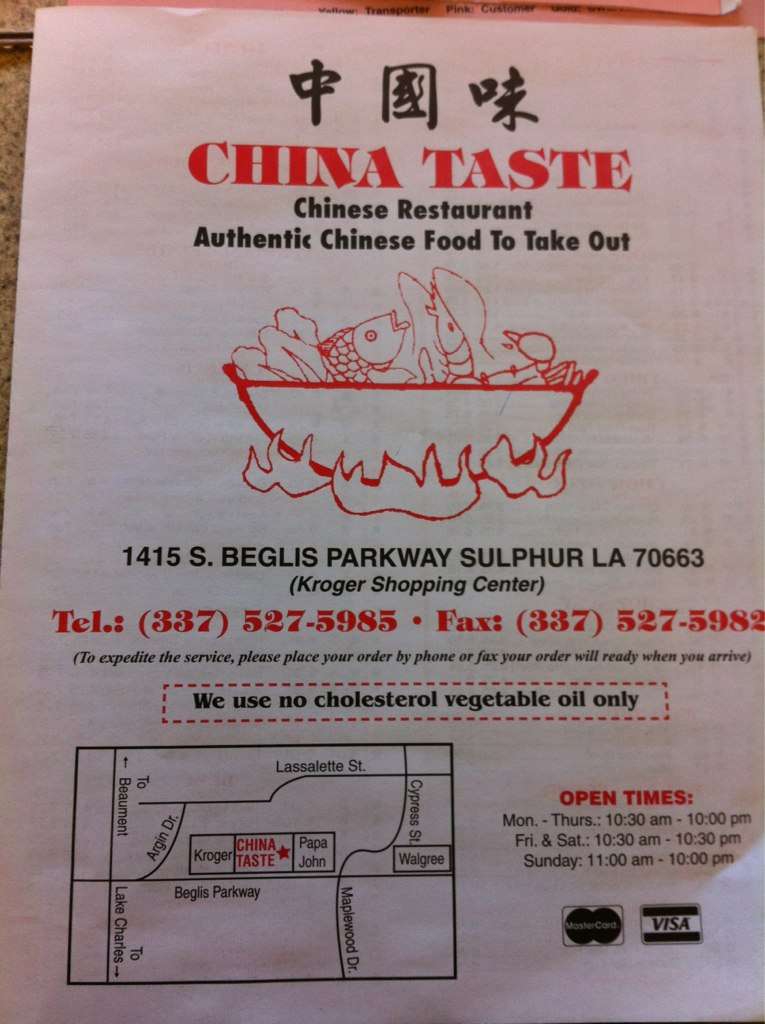 Yellow: Transporter Pink: Customer
中國味
CHINA TASTE
Chinese Restaurant
Authentic Chinese Food To Take Out
1415 S. BEGLIS PARKWAY SULPHUR LA 70663
(Kroger Shopping Center)
Tel.: (337) 527-5985 • Fax: (337) 527-5982
(To expedite the service, please place your order by phone or fax your order will ready when you arrive)
We use no cholesterol vegetable oil only
← To Beaument
Lassalette St.
Argin Dr.
Cypress St.
Kroger
CHINA TASTE
Papa John
Walgree
Beglis Parkway
To Lake Charles→
Maplewood Dr.
OPEN TIMES:
Mon. - Thurs.: 10:30 am - 10:00 pm
Fri. & Sat.: 10:30 am - 10:30 pm
Sunday: 11:00 am - 10:00 pm
MasterCard
VISA